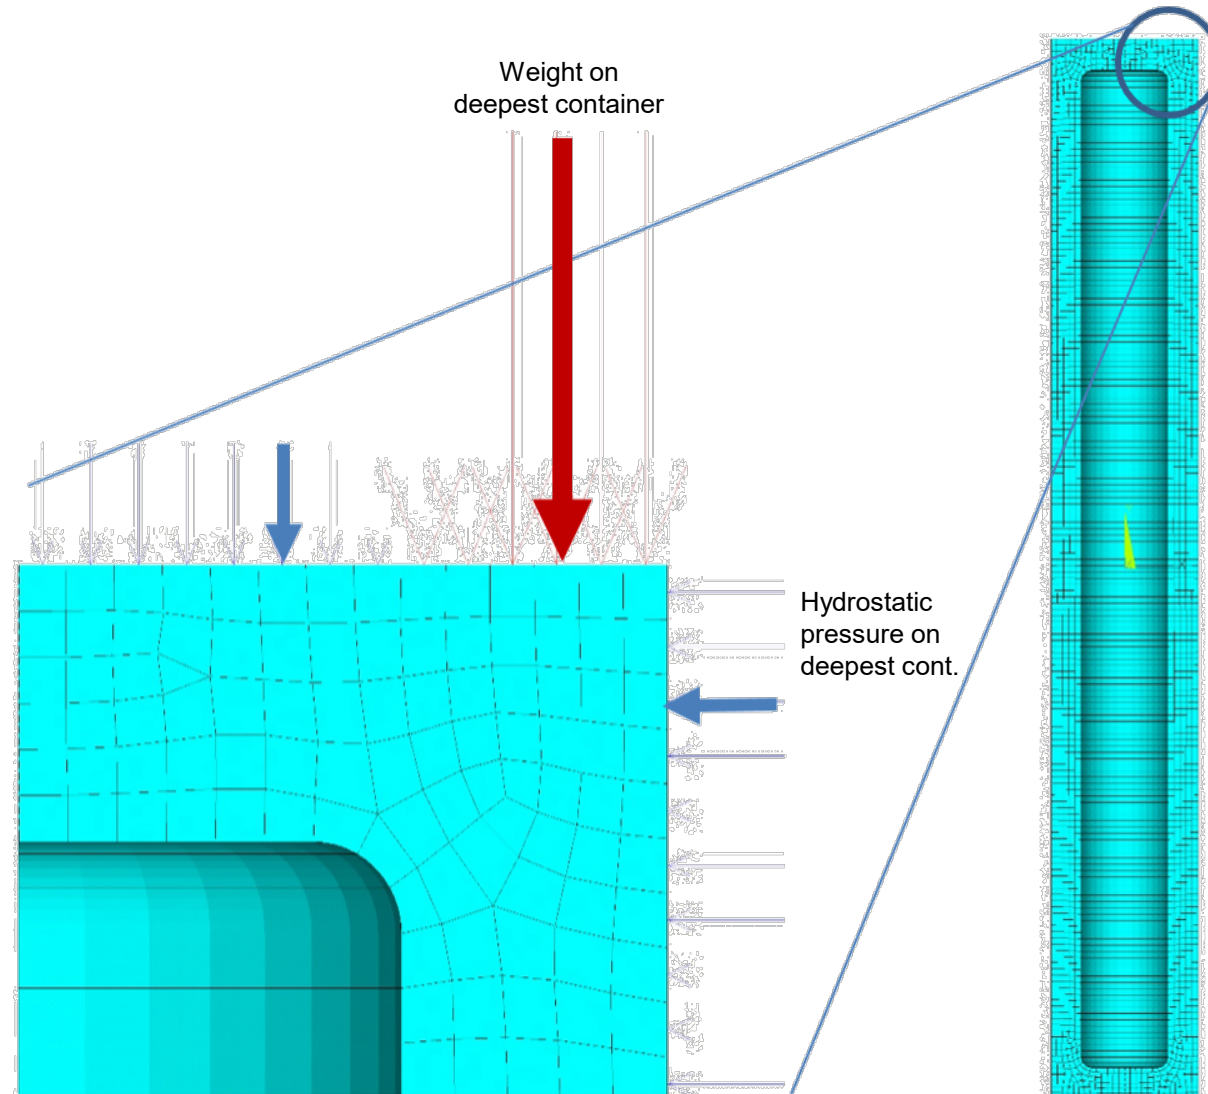 Weight on
deepest container
Hydrostatic
pressure on
deepest cont.